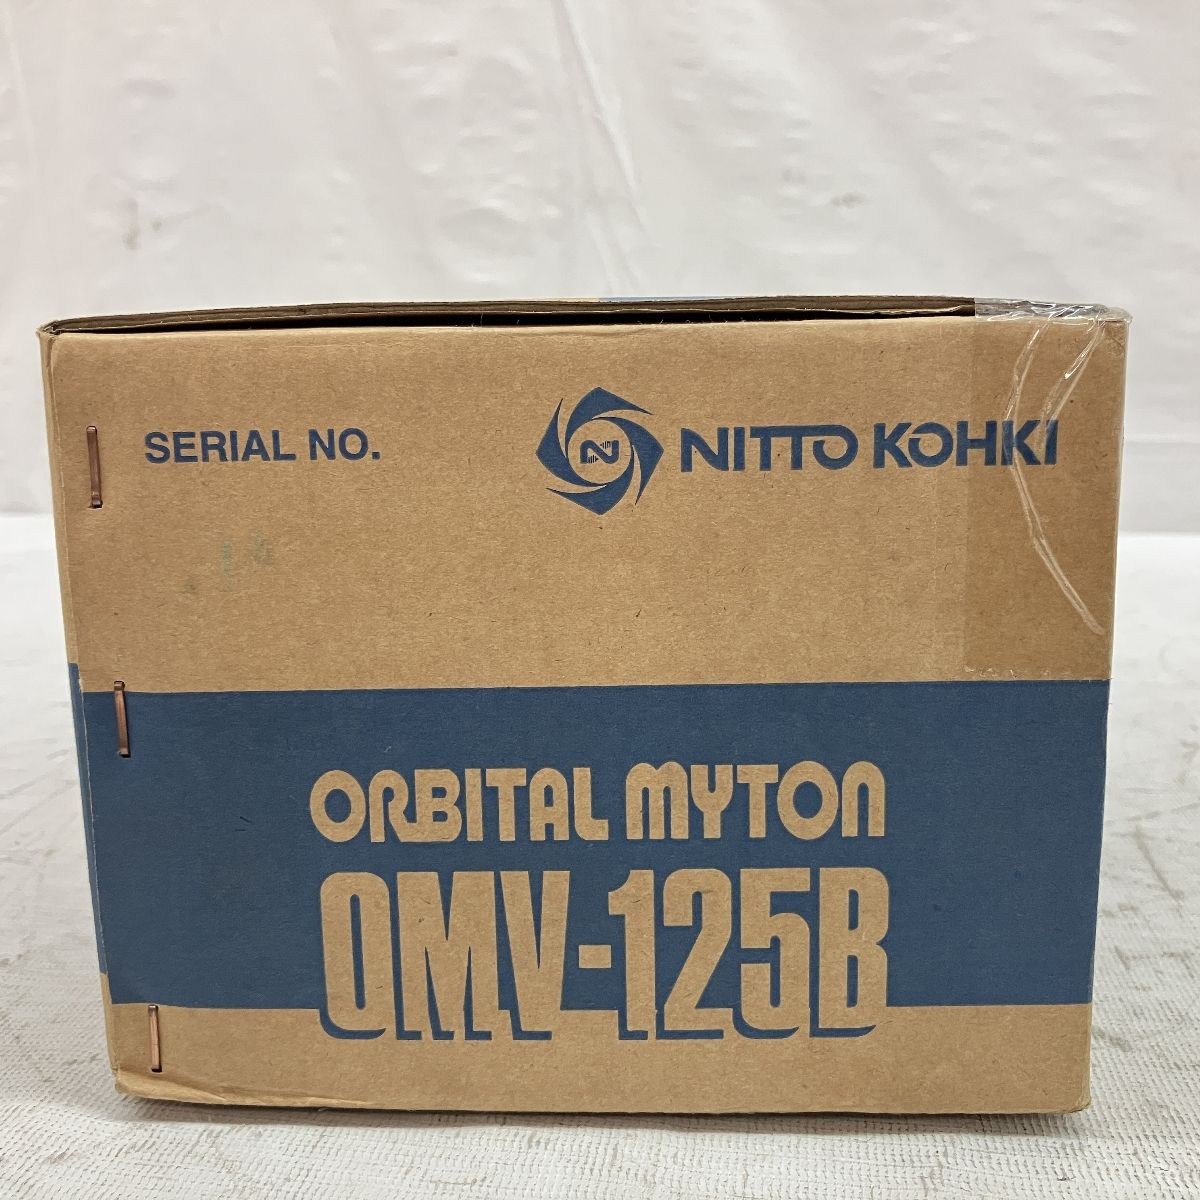 SERIAL NO.
NITTO KOHKI
ORBITAL MYTON
OMV-125B